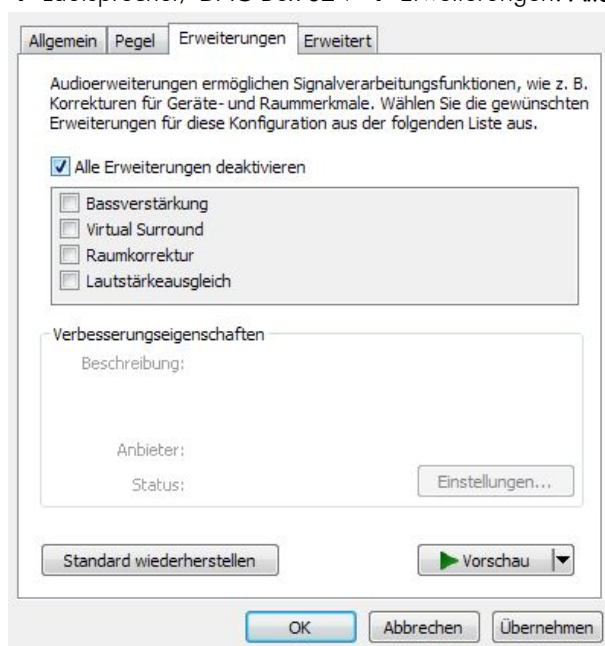 Allgemein Pegel Erweiterungen Erweitert
Audioerweiterungen ermöglichen Signalverarbeitungsfunktionen, wie z. B.
Korrekturen für Geräte- und Raummerkmale. Wählen Sie die gewünschten
Erweiterungen für diese Konfiguration aus der folgenden Liste aus.
Alle Erweiterungen deaktivieren
Bassverstärkung
Virtual Surround
Raumkorrektur
Lautstärkeausgleich
Verbesserungseigenschaften
Beschreibung:
Anbieter:
Status:
Einstellungen...
Standard wiederherstellen
Vorschau
OK Abbrechen Übernehmen